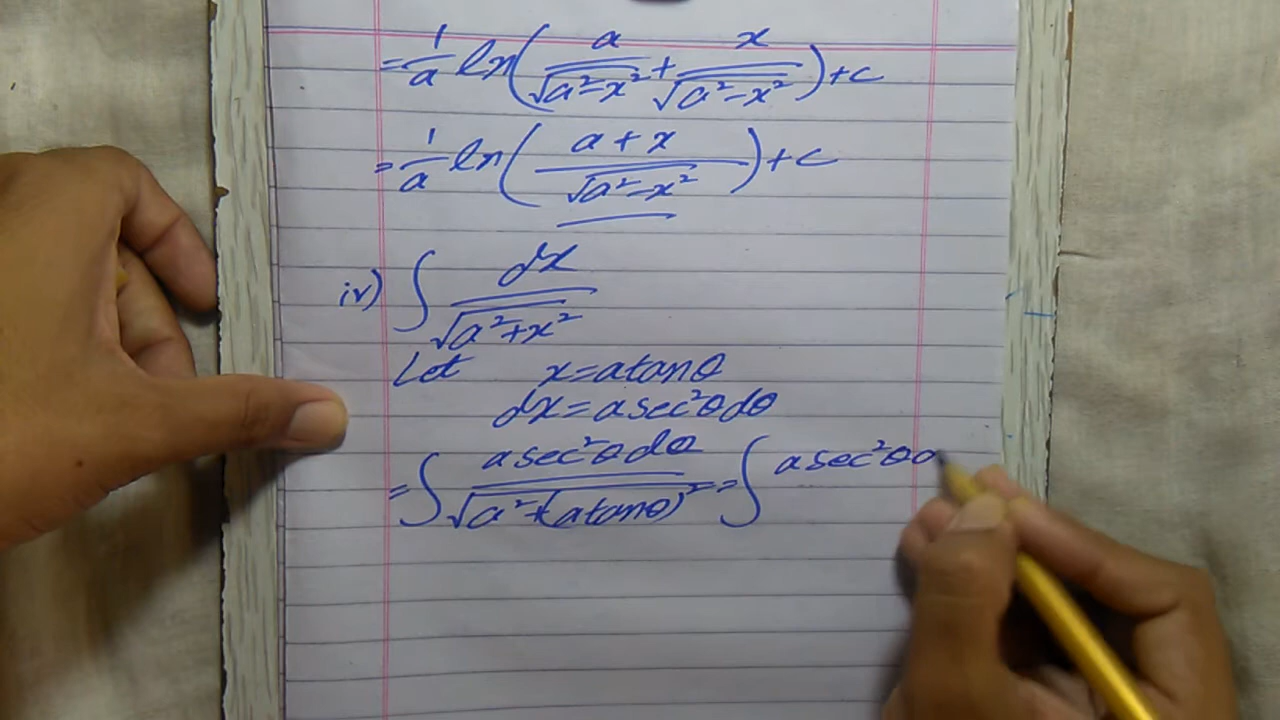 = 1/a ln( a/√(a²-x²) + x/√(a²-x²) ) + c
= 1/a ln( (a + x)/√(a²-x²) ) + c
iv) ∫ dx/√(a²+x²)
Let x = a tanθ
dx = a sec²θ dθ
= ∫ a sec²θ dθ/√(a²+(a tanθ)²) = ∫ a sec²θ